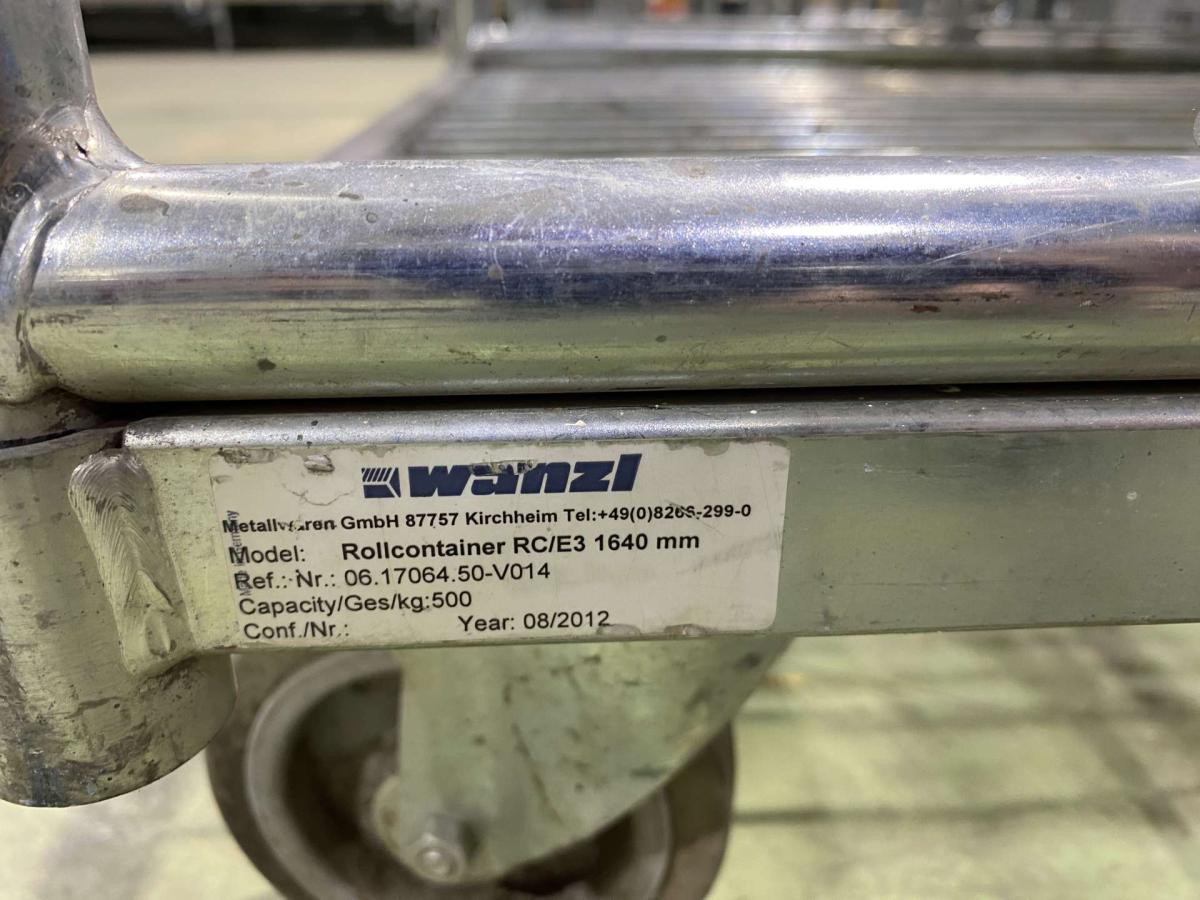 wanzl
Metallwaren GmbH 87757 Kirchheim Tel:+49(0)8265-299-0
Model: Rollcontainer RC/E3 1640 mm
Ref.: Nr.: 06.17064.50-V014
Capacity/Ges/kg:500
Conf./Nr.: Year: 08/2012